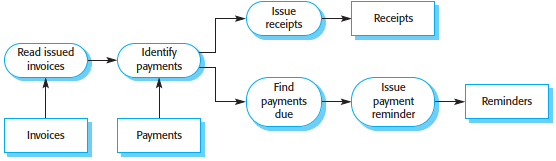 Issue
receipts
Receipts
Read issued
invoices
Identify
payments
Find
payments
due
Issue
payment
reminder
Reminders
Invoices
Payments